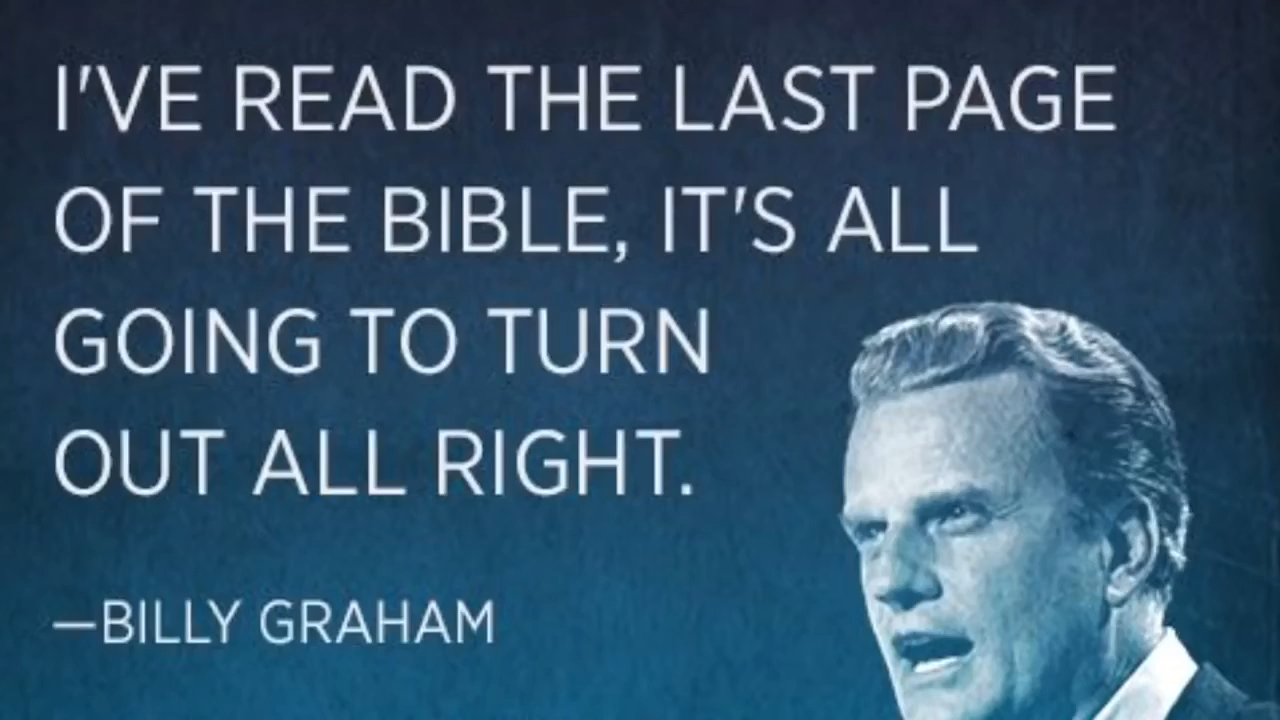 I'VE READ THE LAST PAGE
OF THE BIBLE, IT'S ALL
GOING TO TURN
OUT ALL RIGHT.
—BILLY GRAHAM